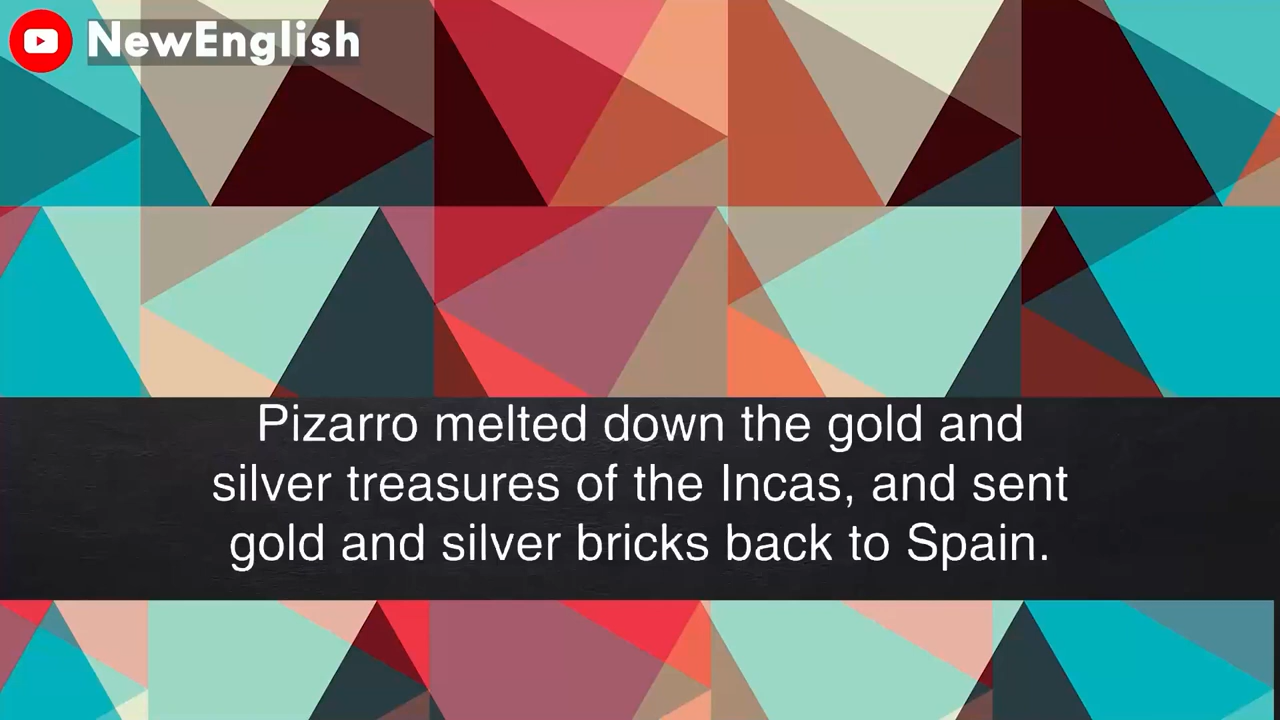 NewEnglish
Pizarro melted down the gold and
silver treasures of the Incas, and sent
gold and silver bricks back to Spain.